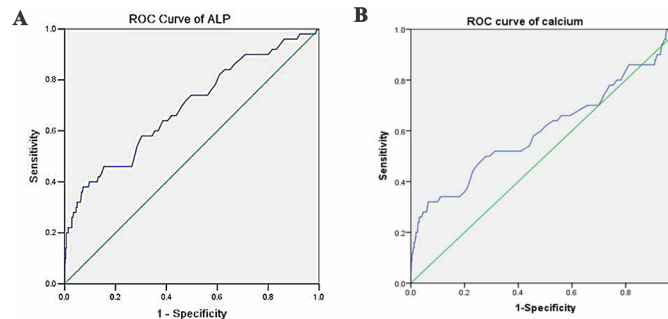 A
ROC Curve of ALP
Sensitivity
1.0
0.8
0.6
0.4
0.2
0.0
0.0 0.2 0.4 0.6 0.8 1.0
1 - Specificity
B
ROC curve of calcium
Sensitivity
1.0
0.8
0.6
0.4
0.2
0.0
0.0 0.2 0.4 0.6 0.8
1-Specificity